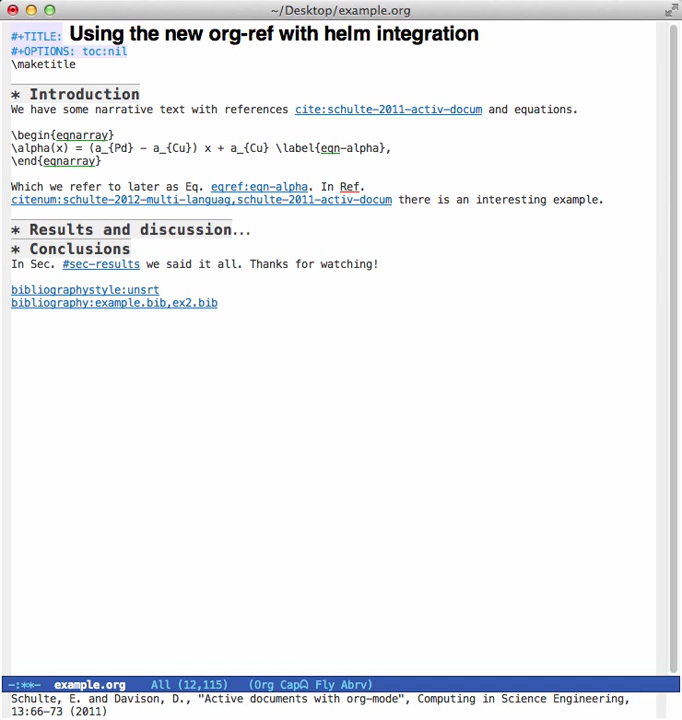 ~/Desktop/example.org
#+TITLE: Using the new org-ref with helm integration
#+OPTIONS: toc:nil
\maketitle
* Introduction
We have some narrative text with references cite:schulte-2011-activ-docum and equations.
\begin{eqnarray}
\alpha(x) = (a_{Pd} - a_{Cu}) x + a_{Cu} \label{eqn-alpha},
\end{eqnarray}
Which we refer to later as Eq. eqref:eqn-alpha. In Ref.
citenum:schulte-2012-multi-languag,schulte-2011-activ-docum there is an interesting example.
* Results and discussion...
* Conclusions
In Sec. #sec-results we said it all. Thanks for watching!
bibliographystyle:unsrt
bibliography:example.bib,ex2.bib
-:**- example.org All (12,115) (Org CapΩ Fly Abrv)
Schulte, E. and Davison, D., "Active documents with org-mode", Computing in Science Engineering,
13:66-73 (2011)